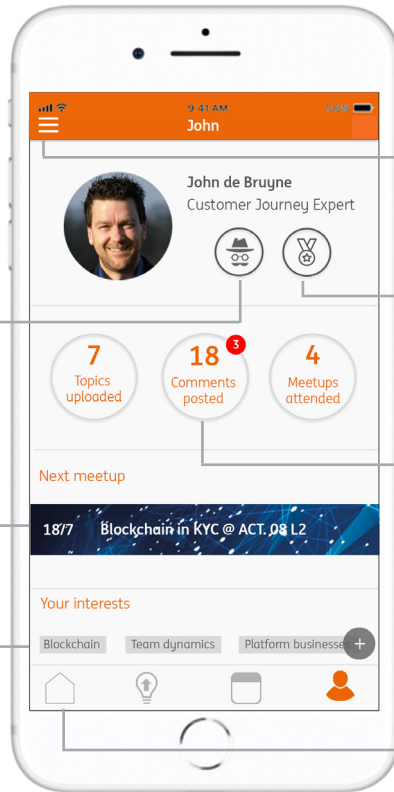 9:41 AM
100%
John
John de Bruyne
Customer Journey Expert
7
Topics
uploaded
18
3
Comments
posted
4
Meetups
attended
Next meetup
18/7 Blockchain in KYC @ ACT. 08 L2
Your interests
Blockchain Team dynamics Platform businesse
+